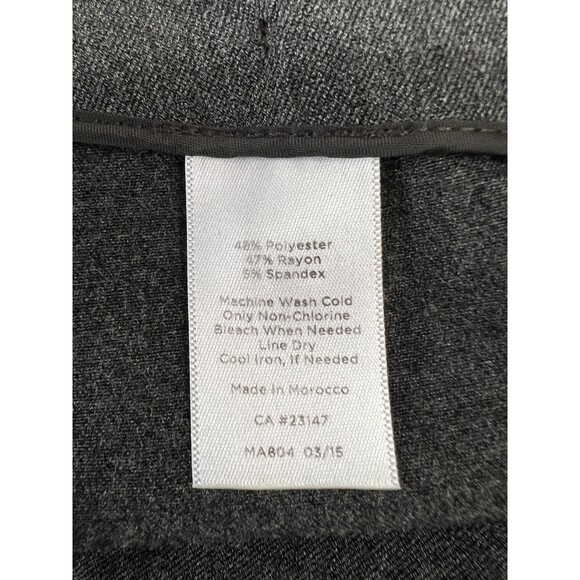 48% Polyester
47% Rayon
5% Spandex
Machine Wash Cold
Only Non-Chlorine
Bleach When Needed
Line Dry
Cool Iron, If Needed
Made in Morocco
CA #23147
MA804 03/15